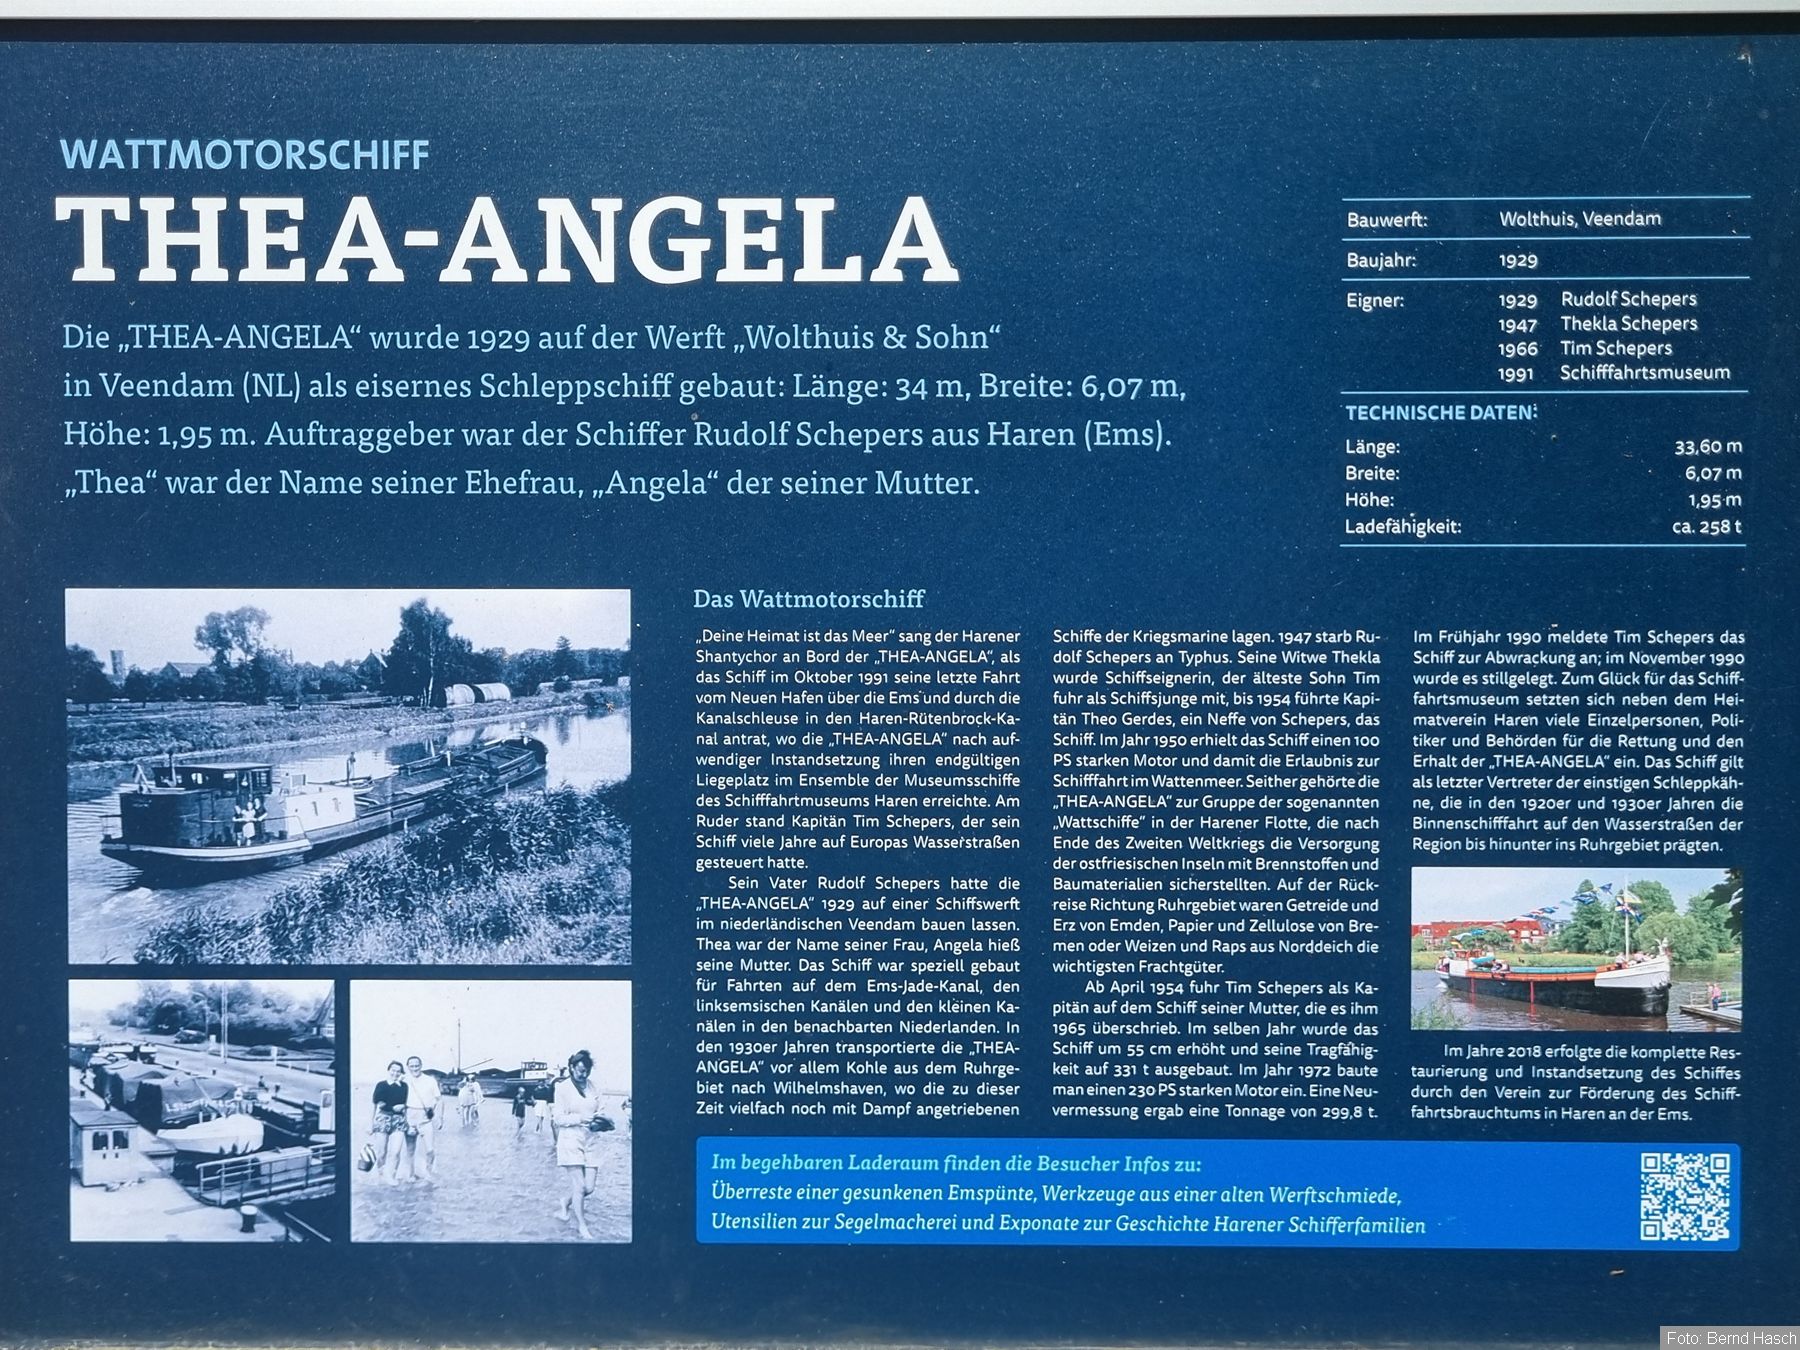 WATTMOTORSCHIFF
THEA-ANGELA
Die „THEA-ANGELA“ wurde 1929 auf der Werft „Wolthuis & Sohn“
in Veendam (NL) als eisernes Schleppschiff gebaut: Länge: 34 m, Breite: 6,07 m,
Höhe: 1,95 m. Auftraggeber war der Schiffer Rudolf Schepers aus Haren (Ems).
„Thea“ war der Name seiner Ehefrau, „Angela“ der seiner Mutter.
Bauwerft: Wolthuis, Veendam
Baujahr: 1929
Eigner: 1929 Rudolf Schepers
1947 Thekla Schepers
1966 Tim Schepers
1991 Schifffahrtsmuseum
TECHNISCHE DATEN:
Länge: 33,60 m
Breite: 6,07 m
Höhe: 1,95 m
Ladefähigkeit: ca. 258 t
Das Wattmotorschiff
„Deine Heimat ist das Meer“ sang der Harener
Shantychor an Bord der „THEA-ANGELA“, als
das Schiff im Oktober 1991 seine letzte Fahrt
vom Neuen Hafen über die Ems und durch die
Kanalschleuse in den Haren-Rütenbrock-Ka-
nal antrat, wo die „THEA-ANGELA“ nach auf-
wendiger Instandsetzung ihren endgültigen
Liegeplatz im Ensemble der Museumsschiffe
des Schifffahrtmuseums Haren erreichte. Am
Ruder stand Kapitän Tim Schepers, der sein
Schiff viele Jahre auf Europas Wasserstraßen
gesteuert hatte.
Sein Vater Rudolf Schepers hatte die
„THEA-ANGELA“ 1929 auf einer Schiffswerft
im niederländischen Veendam bauen lassen.
Thea war der Name seiner Frau, Angela hieß
seine Mutter. Das Schiff war speziell gebaut
für Fahrten auf dem Ems-Jade-Kanal, den
linksemsischen Kanälen und den kleinen Ka-
nälen in den benachbarten Niederlanden. In
den 1930er Jahren transportierte die „THEA-
ANGELA“ vor allem Kohle aus dem Ruhrge-
biet nach Wilhelmshaven, wo die zu dieser
Zeit vielfach noch mit Dampf angetriebenen
Schiffe der Kriegsmarine lagen. 1947 starb Ru-
dolf Schepers an Typhus. Seine Witwe Thekla
wurde Schiffseignerin, der älteste Sohn Tim
fuhr als Schiffsjunge mit, bis 1954 führte Kapi-
tän Theo Gerdes, ein Neffe von Schepers, das
Schiff. Im Jahr 1950 erhielt das Schiff einen 100
PS starken Motor und damit die Erlaubnis zur
Schifffahrt im Wattenmeer. Seither gehörte die
„THEA-ANGELA“ zur Gruppe der sogenannten
„Wattschiffe“ in der Harener Flotte, die nach
Ende des Zweiten Weltkriegs die Versorgung
der ostfriesischen Inseln mit Brennstoffen und
Baumaterialien sicherstellten. Auf der Rück-
reise Richtung Ruhrgebiet waren Getreide und
Erz von Emden, Papier und Zellulose von Bre-
men oder Weizen und Raps aus Norddeich die
wichtigsten Frachtgüter.
Ab April 1954 fuhr Tim Schepers als Ka-
pitän auf dem Schiff seiner Mutter, die es ihm
1965 überschrieb. Im selben Jahr wurde das
Schiff um 55 cm erhöht und seine Tragfähig-
keit auf 331 t ausgebaut. Im Jahr 1972 baute
man einen 230 PS starken Motor ein. Eine Neu-
vermessung ergab eine Tonnage von 299,8 t.
Im Frühjahr 1990 meldete Tim Schepers das
Schiff zur Abwrackung an; im November 1990
wurde es stillgelegt. Zum Glück für das Schiff-
fahrtsmuseum setzten sich neben dem Hei-
matverein Haren viele Einzelpersonen, Poli-
tiker und Behörden für die Rettung und den
Erhalt der „THEA-ANGELA“ ein. Das Schiff gilt
als letzter Vertreter der einstigen Schleppkäh-
ne, die in den 1920er und 1930er Jahren die
Binnenschifffahrt auf den Wasserstraßen der
Region bis hinunter ins Ruhrgebiet prägten.
Im Jahre 2018 erfolgte die komplette Res-
taurierung und Instandsetzung des Schiffes
durch den Verein zur Förderung des Schiff-
fahrtsbrauchtums in Haren an der Ems.
Im begehbaren Laderaum finden die Besucher Infos zu:
Überreste einer gesunkenen Emspünte, Werkzeuge aus einer alten Werftschmiede,
Utensilien zur Segelmacherei und Exponate zur Geschichte Harener Schifferfamilien
Foto: Bernd Hasch